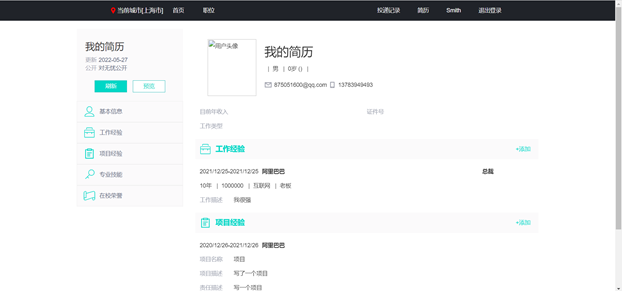 当前城市[上海市] 首页 职位 投递记录 简历 Smith 退出登录
我的简历
更新 2022-05-27
公开 对无忧公开
刷新 预览
基本信息
工作经验
项目经验
专业技能
在校荣誉
用户头像
我的简历
| 男 | 0岁 () |
875051600@qq.com 13783949493
目前年收入 证件号
工作类型
工作经验 +添加
2021/12/25-2021/12/25 阿里巴巴 总裁
10年 | 1000000 | 互联网 | 老板
工作描述 我很强
项目经验 +添加
2020/12/26-2021/12/26 阿里巴巴
项目名称 项目
项目描述 写了一个项目
责任描述 写一个项目